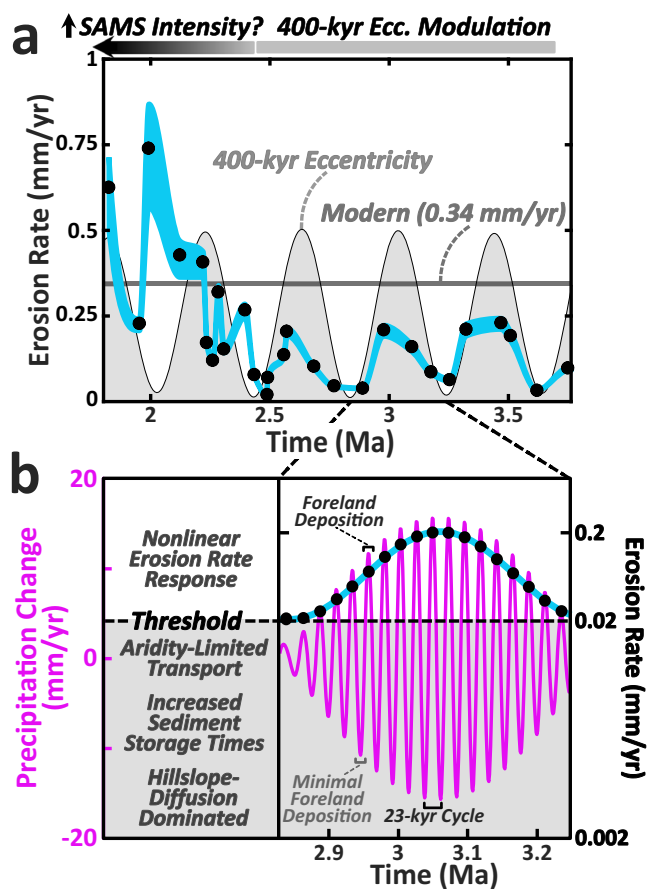 ↑ SAMS Intensity? 400-kyr Ecc. Modulation
a
Erosion Rate (mm/yr)
1
0.75
0.5
0.25
0
400-kyr Eccentricity
Modern (0.34 mm/yr)
2
2.5
3
3.5
Time (Ma)
b
Precipitation Change
(mm/yr)
20
0
-20
Nonlinear
Erosion Rate
Response
Threshold
Aridity-Limited
Transport
Increased
Sediment
Storage Times
Hillslope-
Diffusion
Dominated
Foreland
Deposition
Minimal
Foreland
Deposition
23-kyr Cycle
0.2
0.02
0.002
Erosion Rate (mm/yr)
2.9
3
3.1
3.2
Time (Ma)